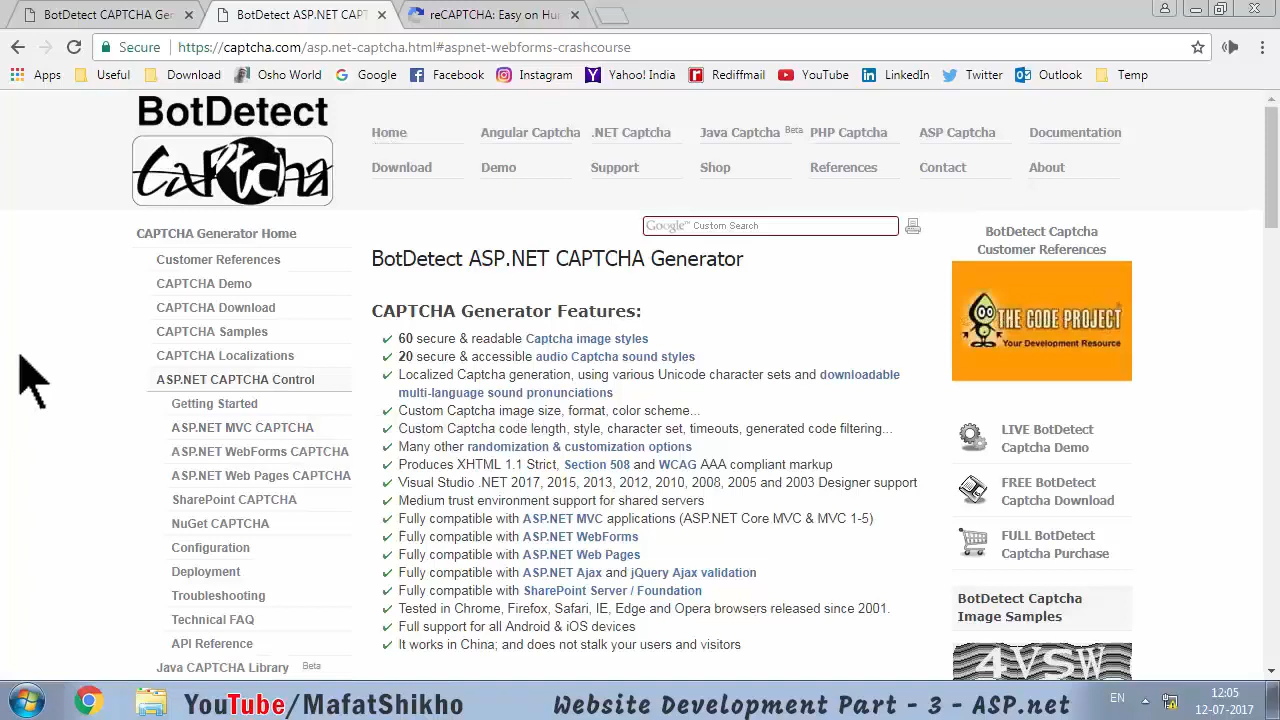 BotDetect CAPTCHA Ger
BotDetect ASP.NET CAPT
reCAPTCHA: Easy on Hu
Secure
https://captcha.com/asp.net-captcha.html#aspnet-webforms-crashcourse
Apps Useful Download Osho World Google Facebook Instagram Yahoo! India Rediffmail YouTube LinkedIn Twitter Outlook Temp
BotDetect
Captcha
Home Angular Captcha .NET Captcha Java Captcha Beta PHP Captcha ASP Captcha Documentation
Download Demo Support Shop References Contact About
Google™ Custom Search
CAPTCHA Generator Home
Customer References
CAPTCHA Demo
CAPTCHA Download
CAPTCHA Samples
CAPTCHA Localizations
ASP.NET CAPTCHA Control
Getting Started
ASP.NET MVC CAPTCHA
ASP.NET WebForms CAPTCHA
ASP.NET Web Pages CAPTCHA
SharePoint CAPTCHA
NuGet CAPTCHA
Configuration
Deployment
Troubleshooting
Technical FAQ
API Reference
Java CAPTCHA Library Beta
BotDetect ASP.NET CAPTCHA Generator
CAPTCHA Generator Features:
60 secure & readable Captcha image styles
20 secure & accessible audio Captcha sound styles
Localized Captcha generation, using various Unicode character sets and downloadable
multi-language sound pronunciations
Custom Captcha image size, format, color scheme...
Custom Captcha code length, style, character set, timeouts, generated code filtering...
Many other randomization & customization options
Produces XHTML 1.1 Strict, Section 508 and WCAG AAA compliant markup
Visual Studio .NET 2017, 2015, 2013, 2012, 2010, 2008, 2005 and 2003 Designer support
Medium trust environment support for shared servers
Fully compatible with ASP.NET MVC applications (ASP.NET Core MVC & MVC 1-5)
Fully compatible with ASP.NET WebForms
Fully compatible with ASP.NET Web Pages
Fully compatible with ASP.NET Ajax and jQuery Ajax validation
Fully compatible with SharePoint Server / Foundation
Tested in Chrome, Firefox, Safari, IE, Edge and Opera browsers released since 2001.
Full support for all Android & iOS devices
It works in China; and does not stalk your users and visitors
BotDetect Captcha
Customer References
THE CODE PROJECT
Your Development Resource
LIVE BotDetect
Captcha Demo
FREE BotDetect
Captcha Download
FULL BotDetect
Captcha Purchase
BotDetect Captcha
Image Samples
4VSW
YouTube/MafatShikho
Website Development Part - 3 - ASP.net
EN
12:05
12-07-2017